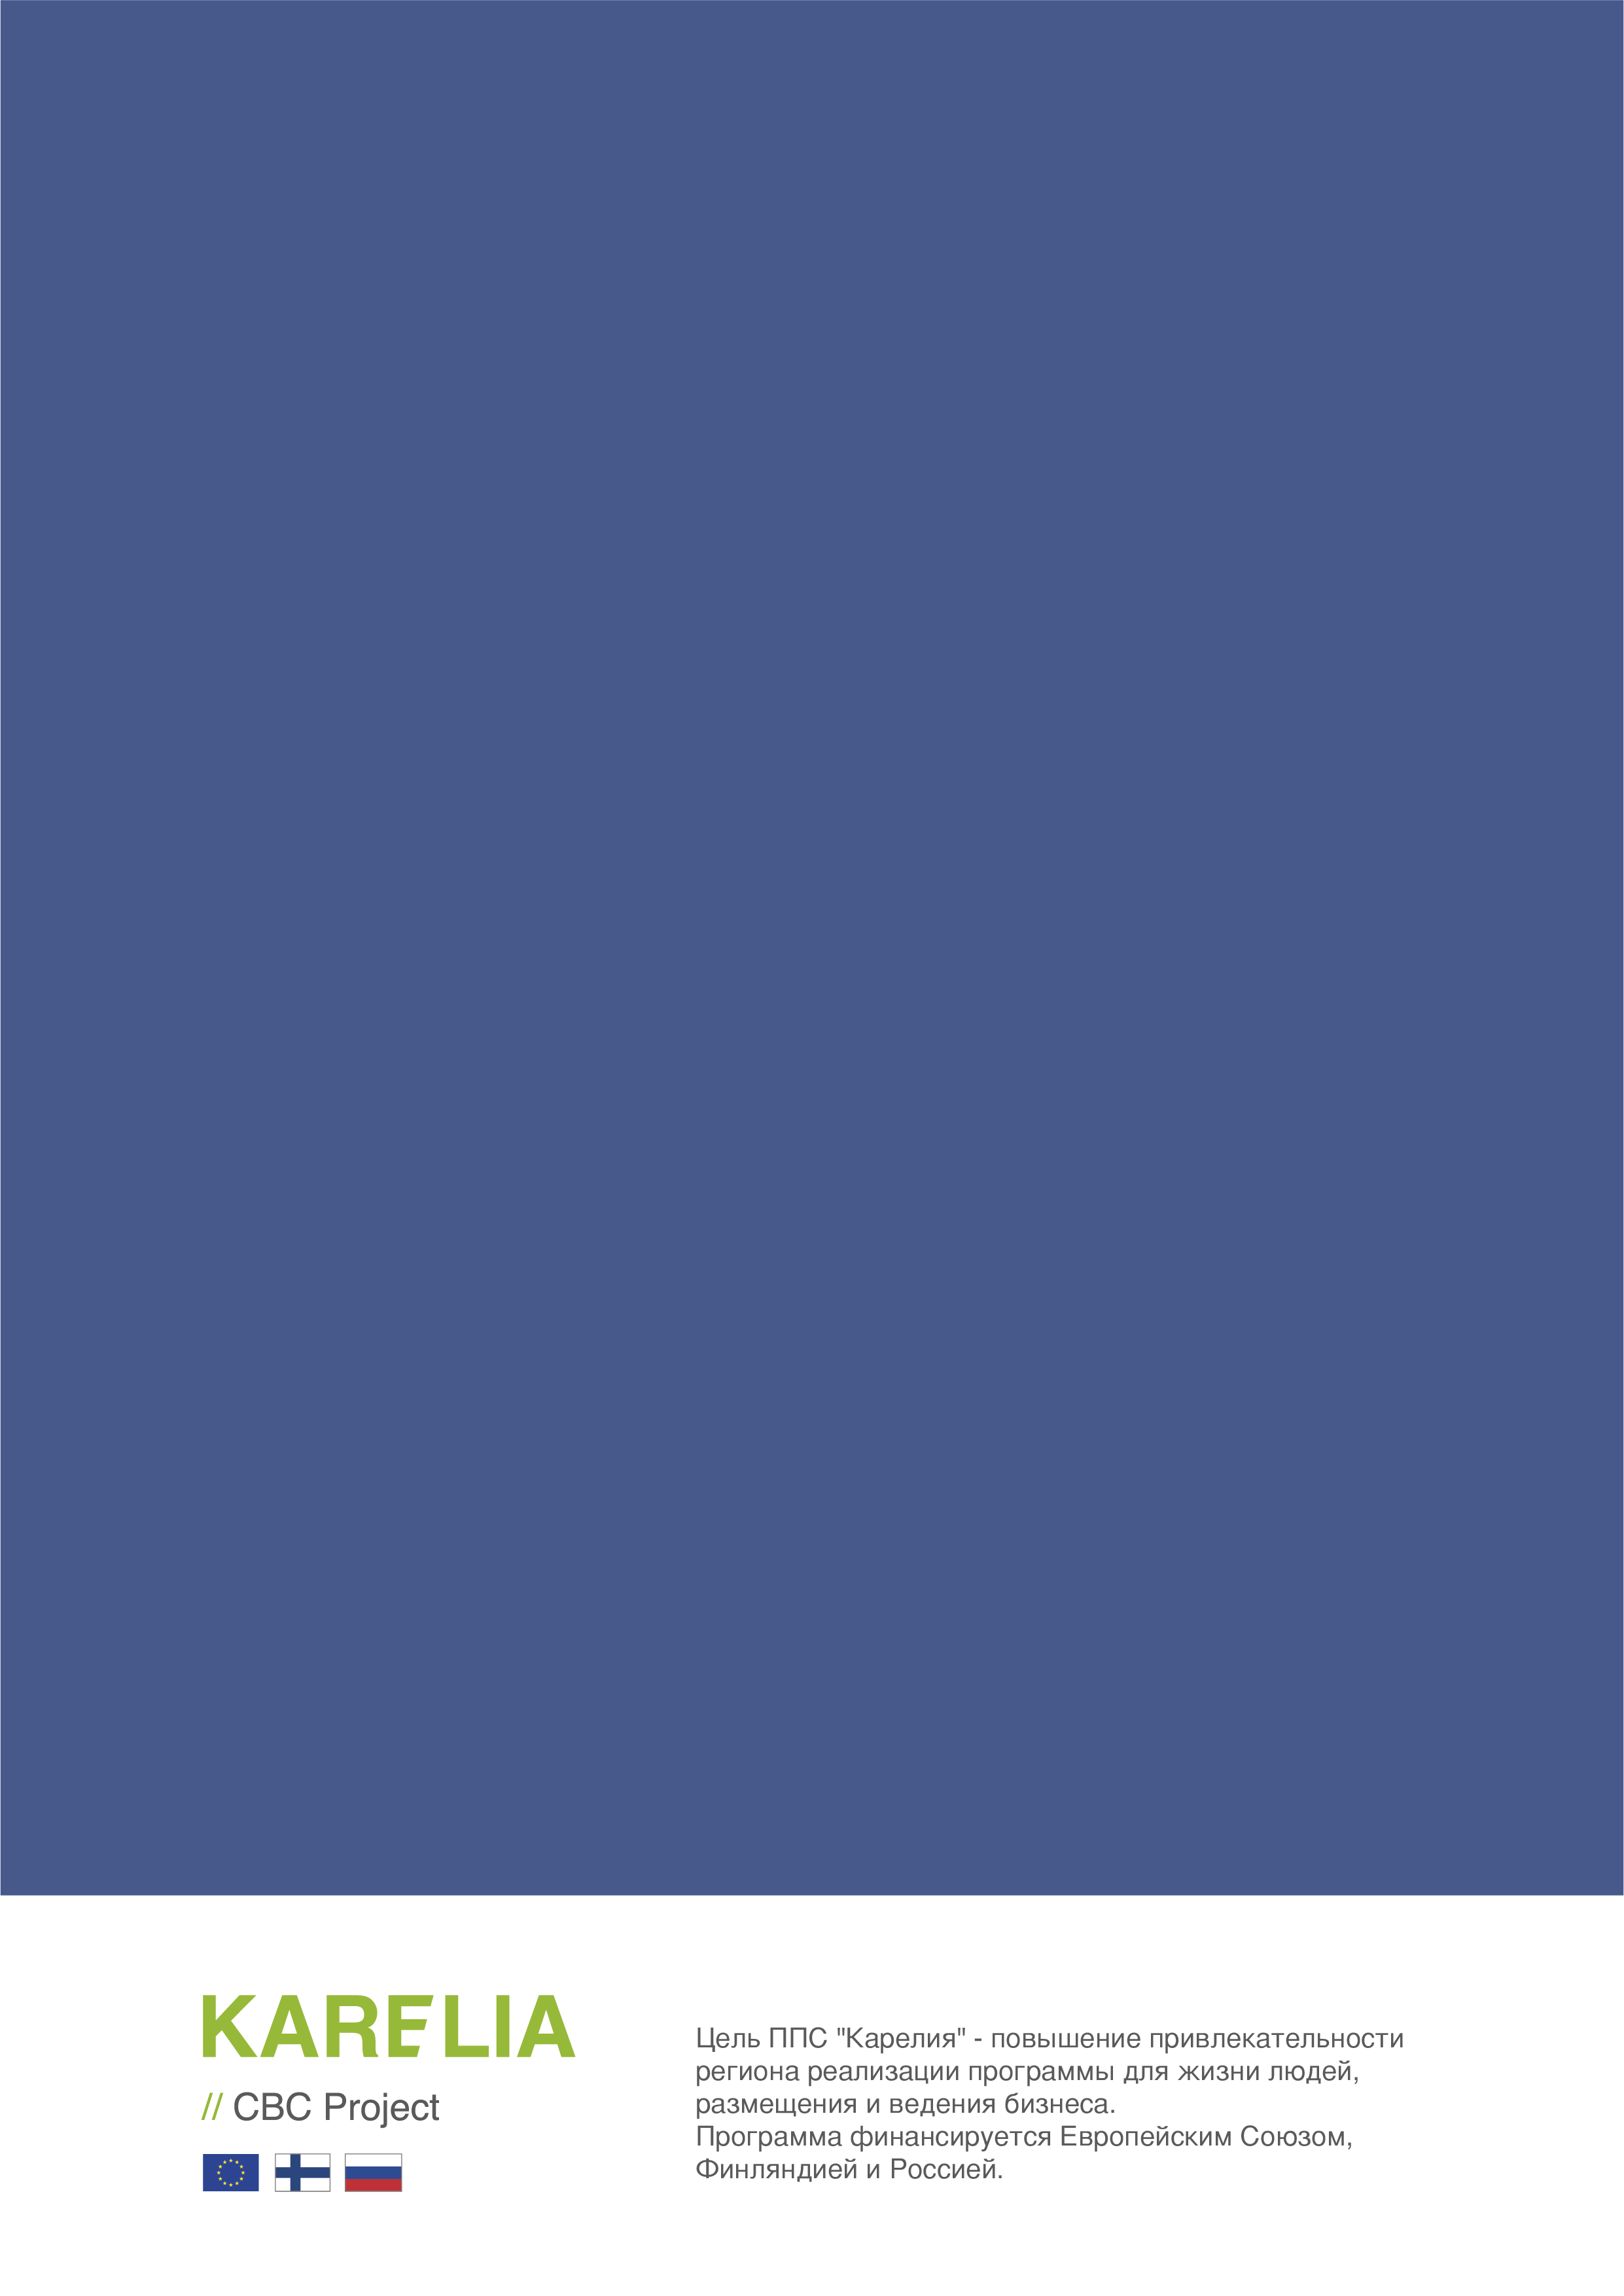 KARELIA
// CBC Project
Цель ППС "Карелия" - повышение привлекательности
региона реализации программы для жизни людей,
размещения и ведения бизнеса.
Программа финансируется Европейским Союзом,
Финляндией и Россией.